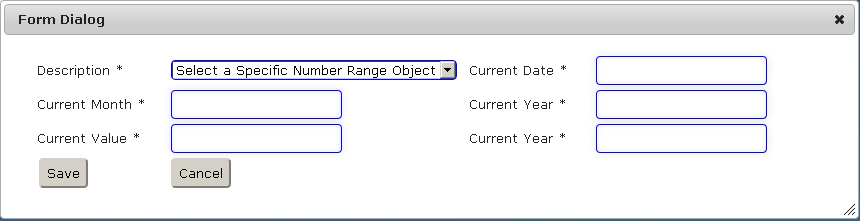 Form Dialog
Description * Select a Specific Number Range Object Current Date *
Current Month * Current Year *
Current Value * Current Year *
Save Cancel